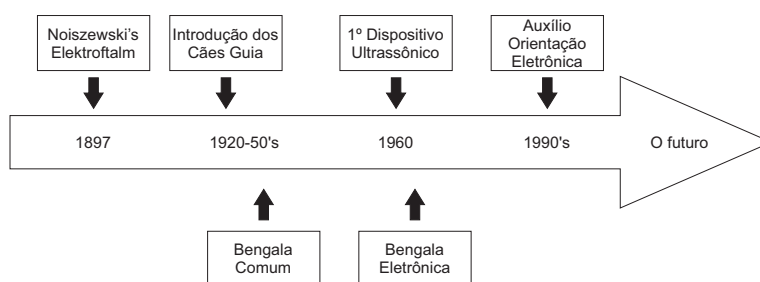 Noiszewski's
Elektroftalm
Introdução dos
Cães Guia
1º Dispositivo
Ultrassônico
Auxílio
Orientação
Eletrônica
1897
1920-50's
1960
1990's
O futuro
Bengala
Comum
Bengala
Eletrônica